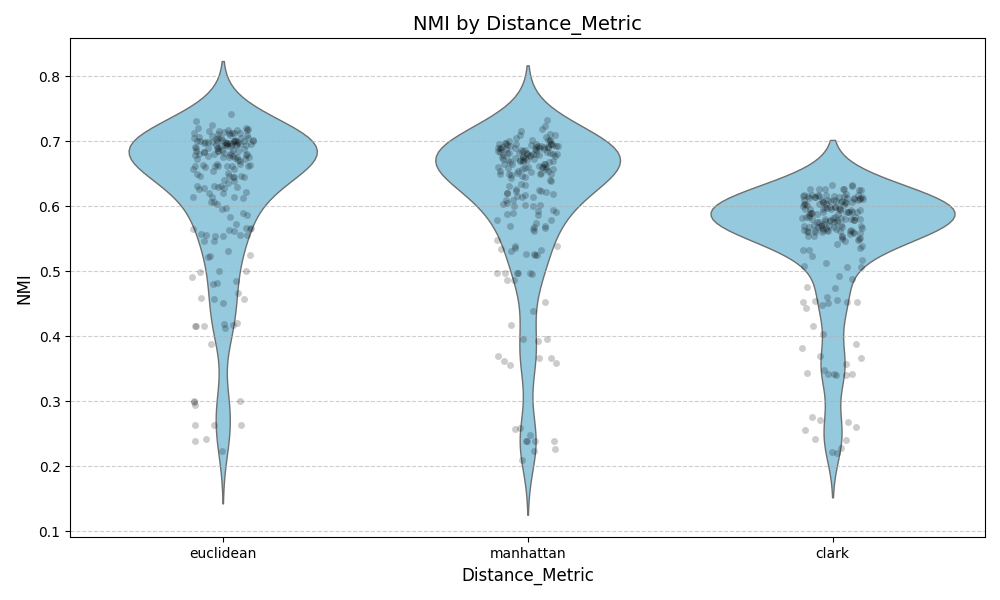 NMI by Distance_Metric
NMI
0.8
0.7
0.6
0.5
0.4
0.3
0.2
0.1
euclidean
manhattan
clark
Distance_Metric